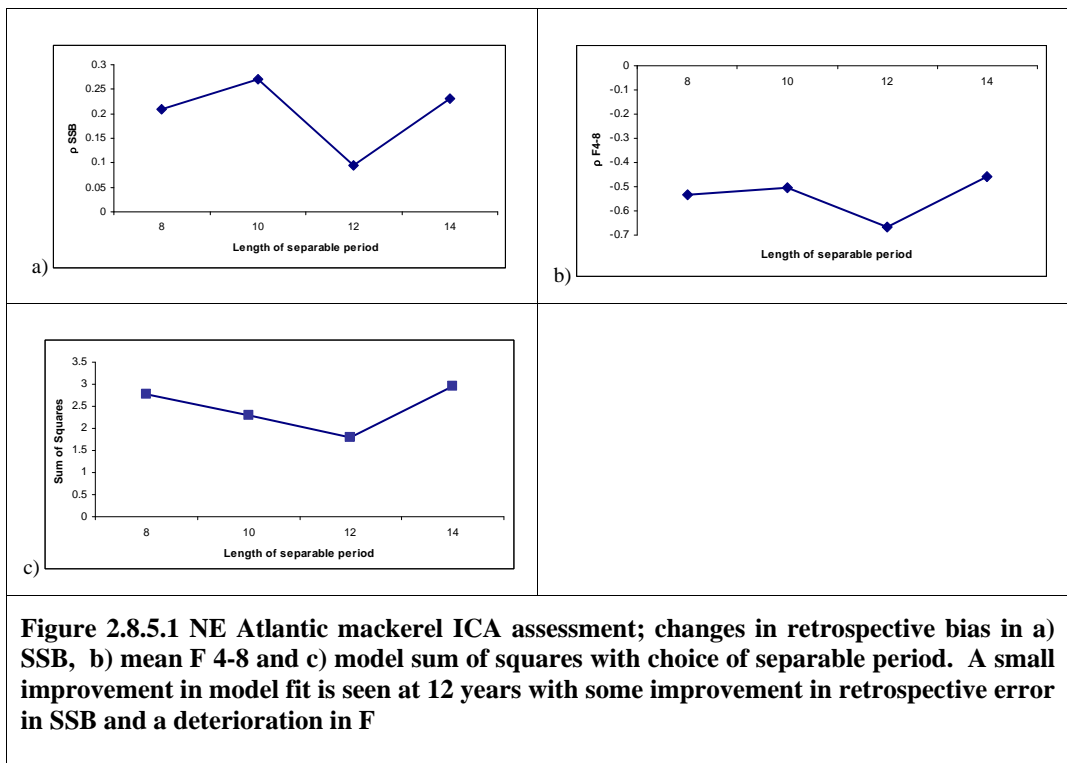 0.3
0.25
0.2
0.15
0.1
0.05
0
ρ SSB
8 10 12 14
Length of separable period
a)
0
-0.1
-0.2
-0.3
-0.4
-0.5
-0.6
-0.7
ρ F4-8
8 10 12 14
Length of separable period
b)
3.5
3
2.5
2
1.5
1
0.5
0
Sum of Squares
8 10 12 14
Length of separable period
c)
Figure 2.8.5.1 NE Atlantic mackerel ICA assessment; changes in retrospective bias in a)
SSB, b) mean F 4-8 and c) model sum of squares with choice of separable period. A small
improvement in model fit is seen at 12 years with some improvement in retrospective error
in SSB and a deterioration in F